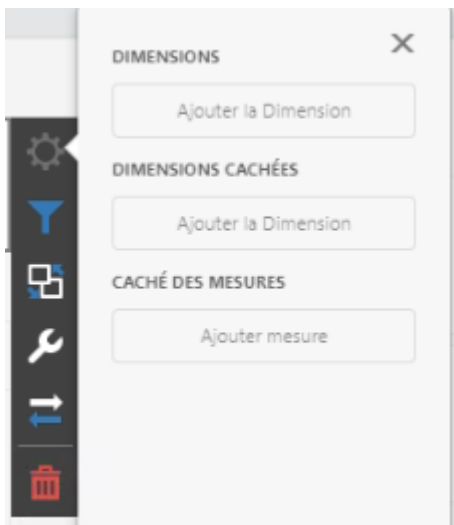 DIMENSIONS
Ajouter la Dimension
DIMENSIONS CACHÉES
Ajouter la Dimension
CACHÉ DES MESURES
Ajouter mesure